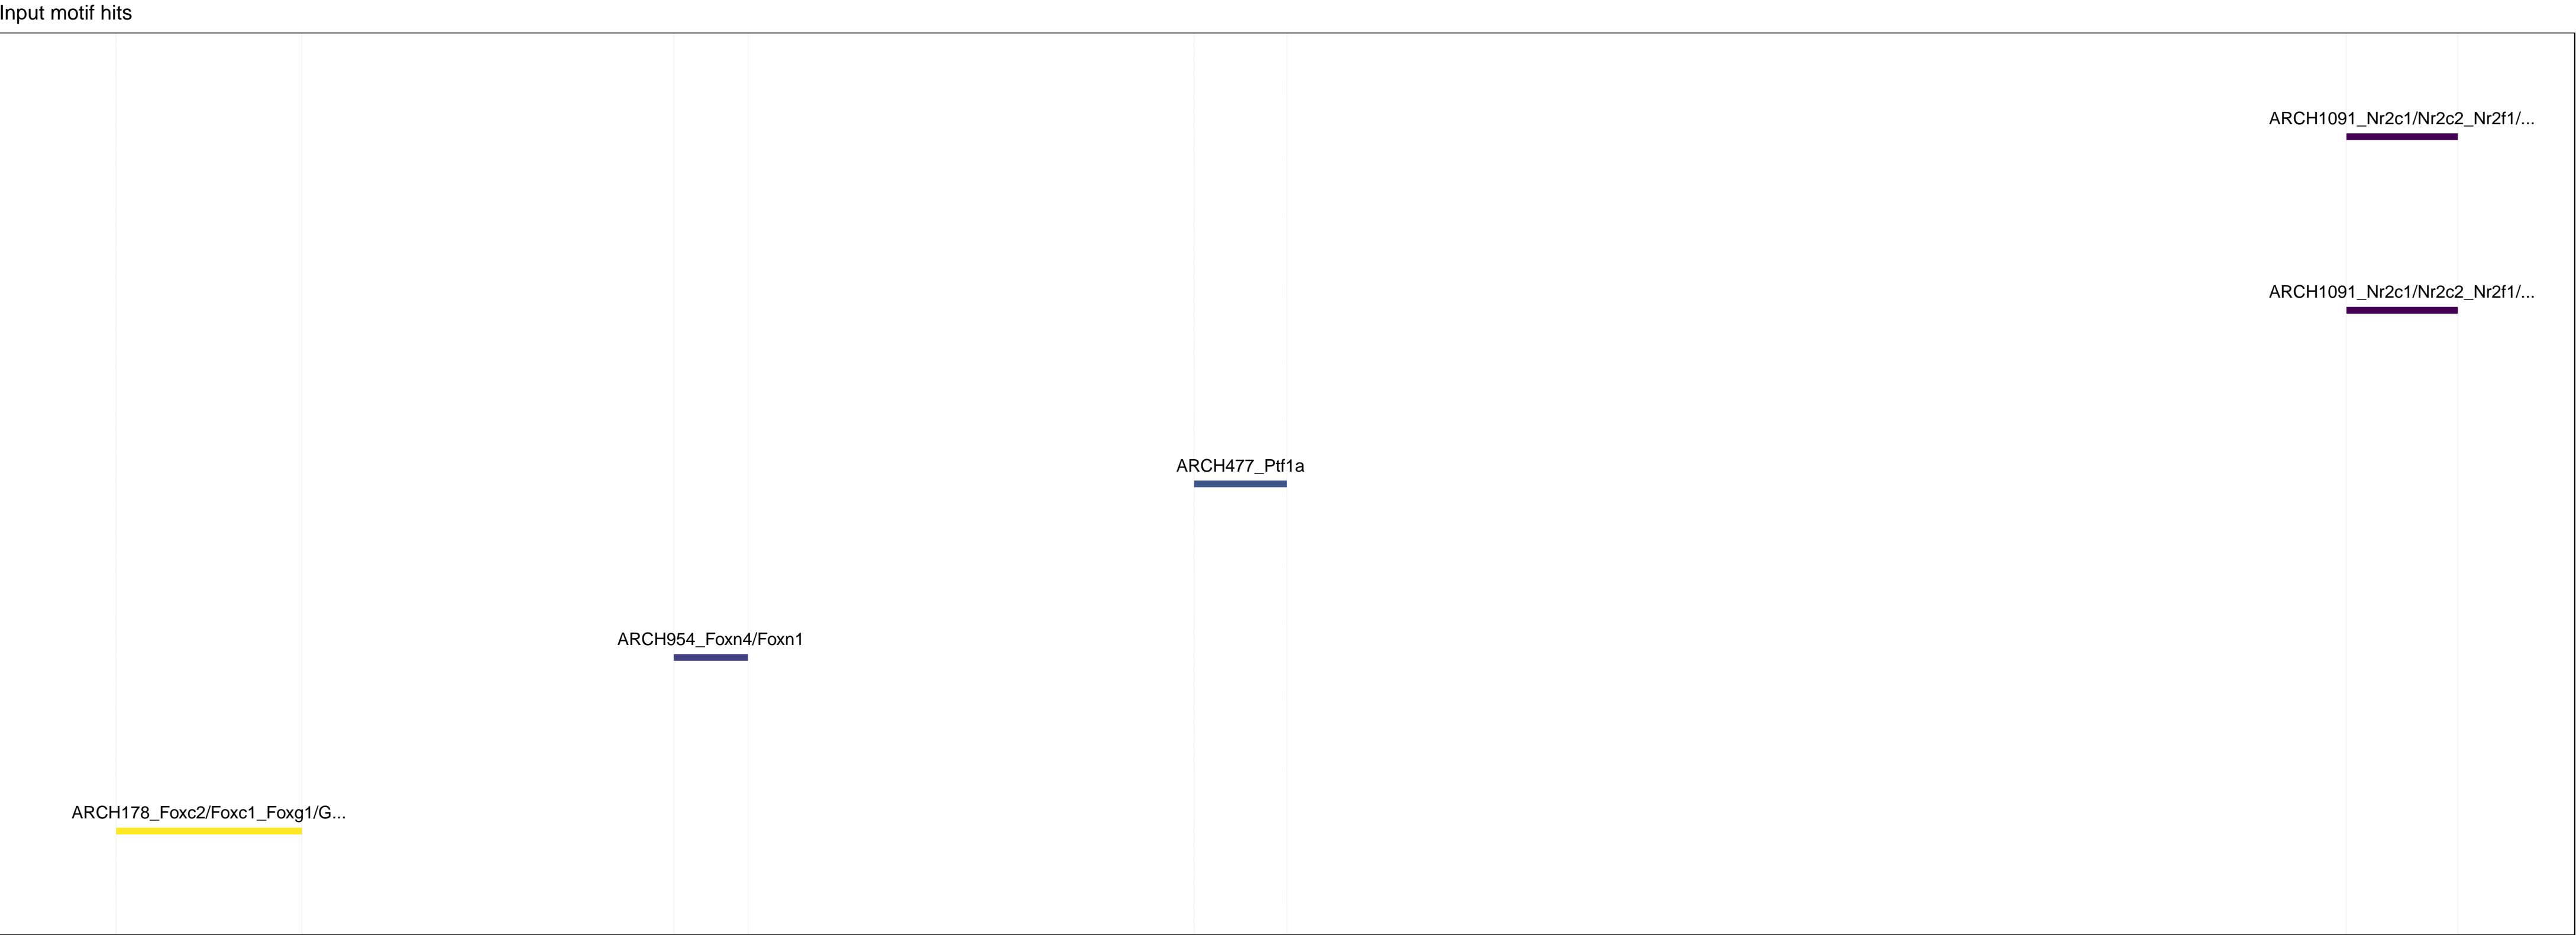 Input motif hits
ARCH1091_Nr2c1/Nr2c2_Nr2f1/...
ARCH1091_Nr2c1/Nr2c2_Nr2f1/...
ARCH477_Ptf1a
ARCH954_Foxn4/Foxn1
ARCH178_Foxc2/Foxc1_Foxg1/G...